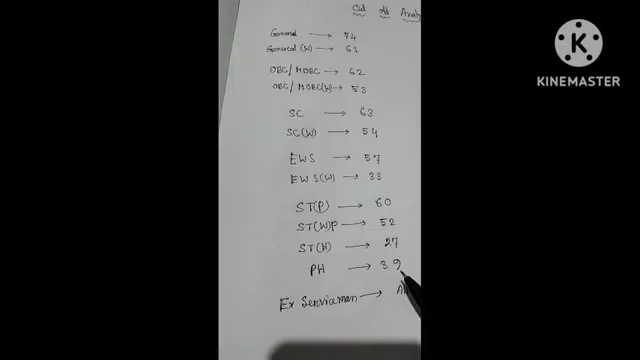 Cut off Analy
General → 74
General (W) → 61
OBC/MOBC → 62
OBC/MOBC(W) → 53
SC → 63
SC(W) → 54
EWS → 57
EWS(W) → 33
ST(P) → 60
ST(W)P → 52
ST(H) → 27
PH → 39
Ex Serviceman →
K
KINEMASTER